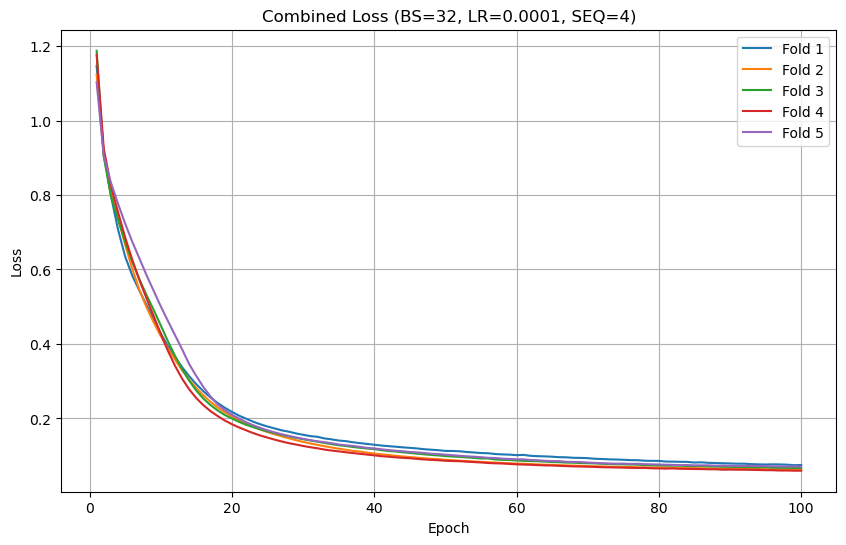 Combined Loss (BS=32, LR=0.0001, SEQ=4)
Fold 1
Fold 2
Fold 3
Fold 4
Fold 5
Loss
1.2
1.0
0.8
0.6
0.4
0.2
0 20 40 60 80 100
Epoch